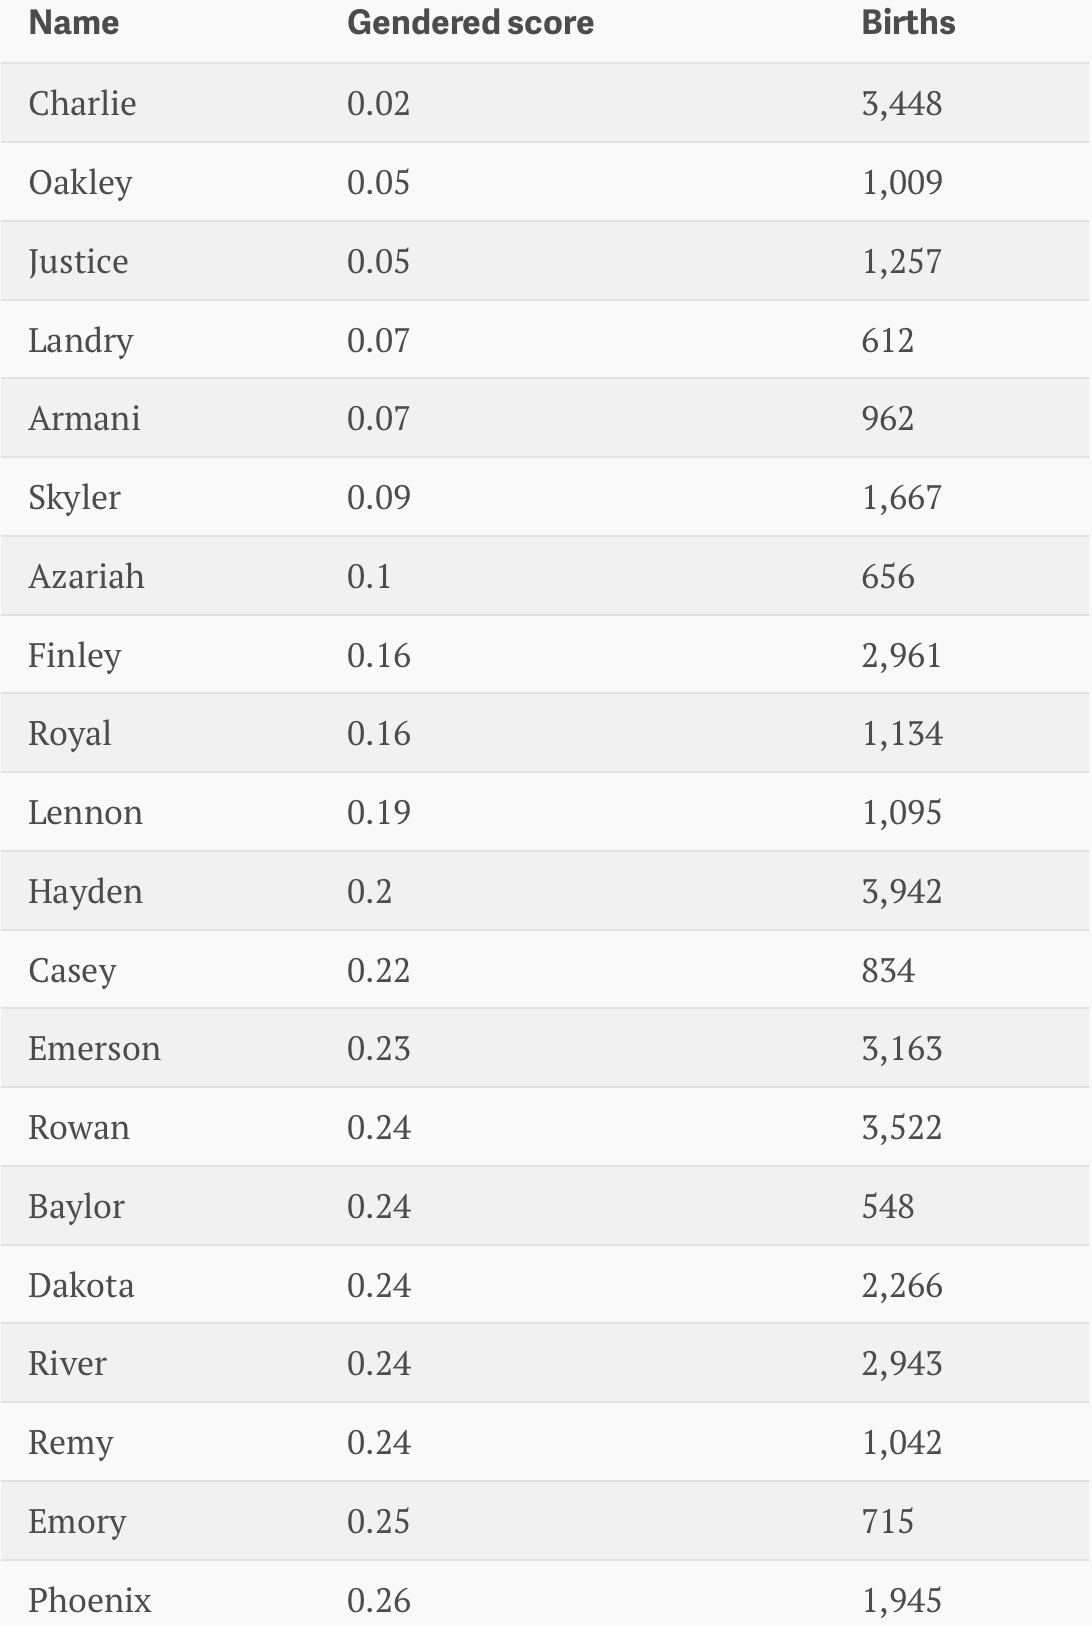 Name Gendered score Births
Charlie 0.02 3,448
Oakley 0.05 1,009
Justice 0.05 1,257
Landry 0.07 612
Armani 0.07 962
Skyler 0.09 1,667
Azariah 0.1 656
Finley 0.16 2,961
Royal 0.16 1,134
Lennon 0.19 1,095
Hayden 0.2 3,942
Casey 0.22 834
Emerson 0.23 3,163
Rowan 0.24 3,522
Baylor 0.24 548
Dakota 0.24 2,266
River 0.24 2,943
Remy 0.24 1,042
Emory 0.25 715
Phoenix 0.26 1,945